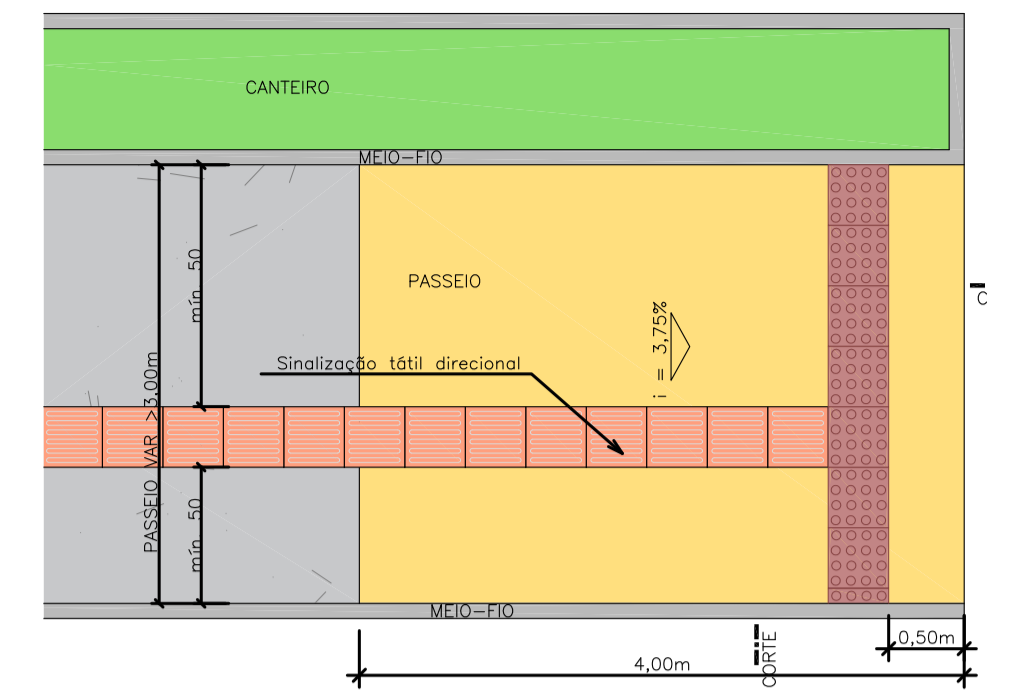 CANTEIRO
MEIO-FIO
mín 50
PASSEIO
C
i = 3,75%
Sinalização tátil direcional
PASSEIO VAR >3,00m
mín 50
MEIO-FIO
0,50m
CORTE
4,00m